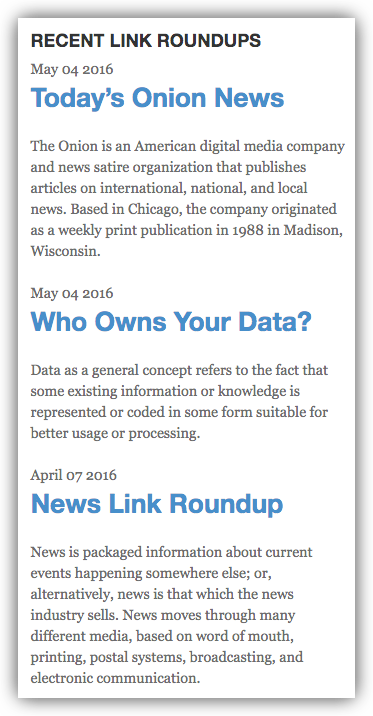 RECENT LINK ROUNDUPS
May 04 2016
Today’s Onion News
The Onion is an American digital media company
and news satire organization that publishes
articles on international, national, and local
news. Based in Chicago, the company originated
as a weekly print publication in 1988 in Madison,
Wisconsin.
May 04 2016
Who Owns Your Data?
Data as a general concept refers to the fact that
some existing information or knowledge is
represented or coded in some form suitable for
better usage or processing.
April 07 2016
News Link Roundup
News is packaged information about current
events happening somewhere else; or,
alternatively, news is that which the news
industry sells. News moves through many
different media, based on word of mouth,
printing, postal systems, broadcasting, and
electronic communication.